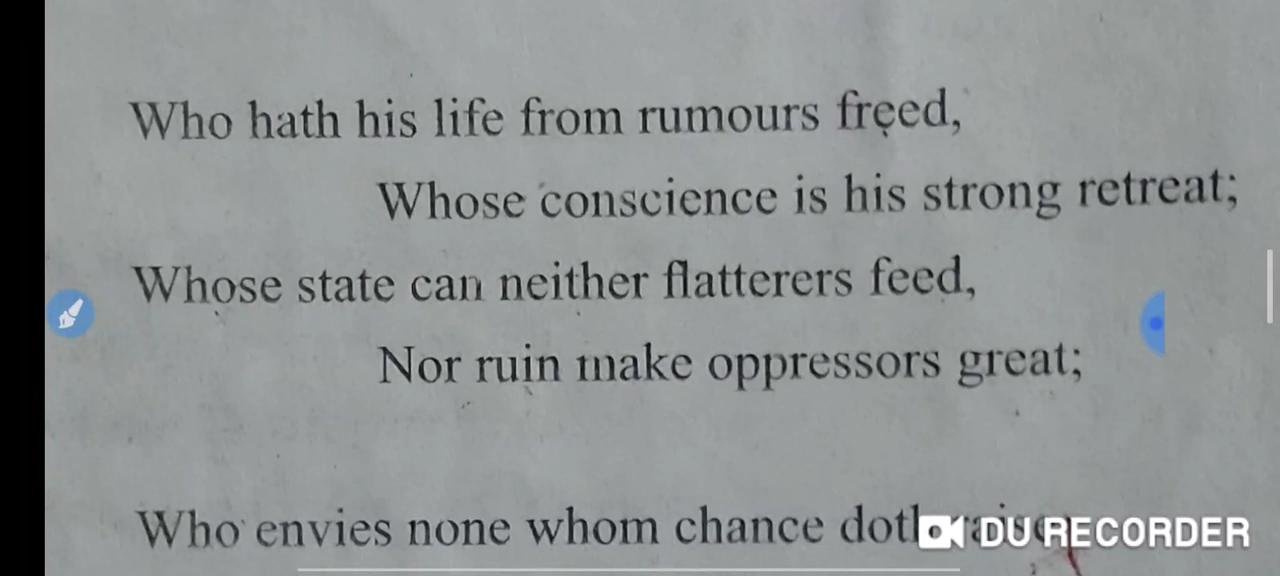 Who hath his life from rumours freed,
Whose conscience is his strong retreat;
Whose state can neither flatterers feed,
Nor ruin make oppressors great;
Who envies none whom chance doth
DU RECORDER